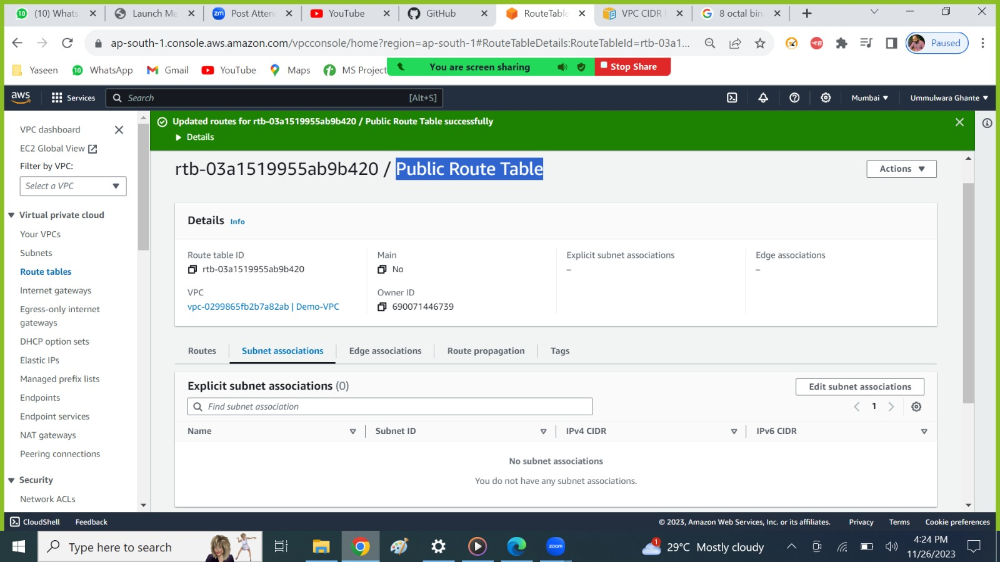 (10) Whats
Launch Me
Post Atten
YouTube
GitHub
RouteTable
VPC CIDR
8 octal bin
ap-south-1.console.aws.amazon.com/vpcconsole/home?region=ap-south-1#RouteTableDetails:RouteTableId=rtb-03a1...
Paused
Yaseen
WhatsApp
Gmail
YouTube
Maps
MS Project
You are screen sharing
Stop Share
aws
Services
Search
[Alt+S]
Mumbai
Ummulwara Ghante
VPC dashboard
EC2 Global View
Filter by VPC:
Select a VPC
Virtual private cloud
Your VPCs
Subnets
Route tables
Internet gateways
Egress-only internet
gateways
DHCP option sets
Elastic IPs
Managed prefix lists
Endpoints
Endpoint services
NAT gateways
Peering connections
Security
Network ACLs
Updated routes for rtb-03a1519955ab9b420 / Public Route Table successfully
Details
rtb-03a1519955ab9b420 / Public Route Table
Actions
Details Info
Route table ID
rtb-03a1519955ab9b420
Main
No
Explicit subnet associations
–
Edge associations
–
VPC
vpc-0299865fb2b7a82ab | Demo-VPC
Owner ID
690071446739
Routes
Subnet associations
Edge associations
Route propagation
Tags
Explicit subnet associations (0)
Edit subnet associations
Find subnet association
1
Name
Subnet ID
IPv4 CIDR
IPv6 CIDR
No subnet associations
You do not have any subnet associations.
CloudShell
Feedback
© 2023, Amazon Web Services, Inc. or its affiliates.
Privacy
Terms
Cookie preferences
Type here to search
zoom
1
29°C Mostly cloudy
4:24 PM
11/26/2023